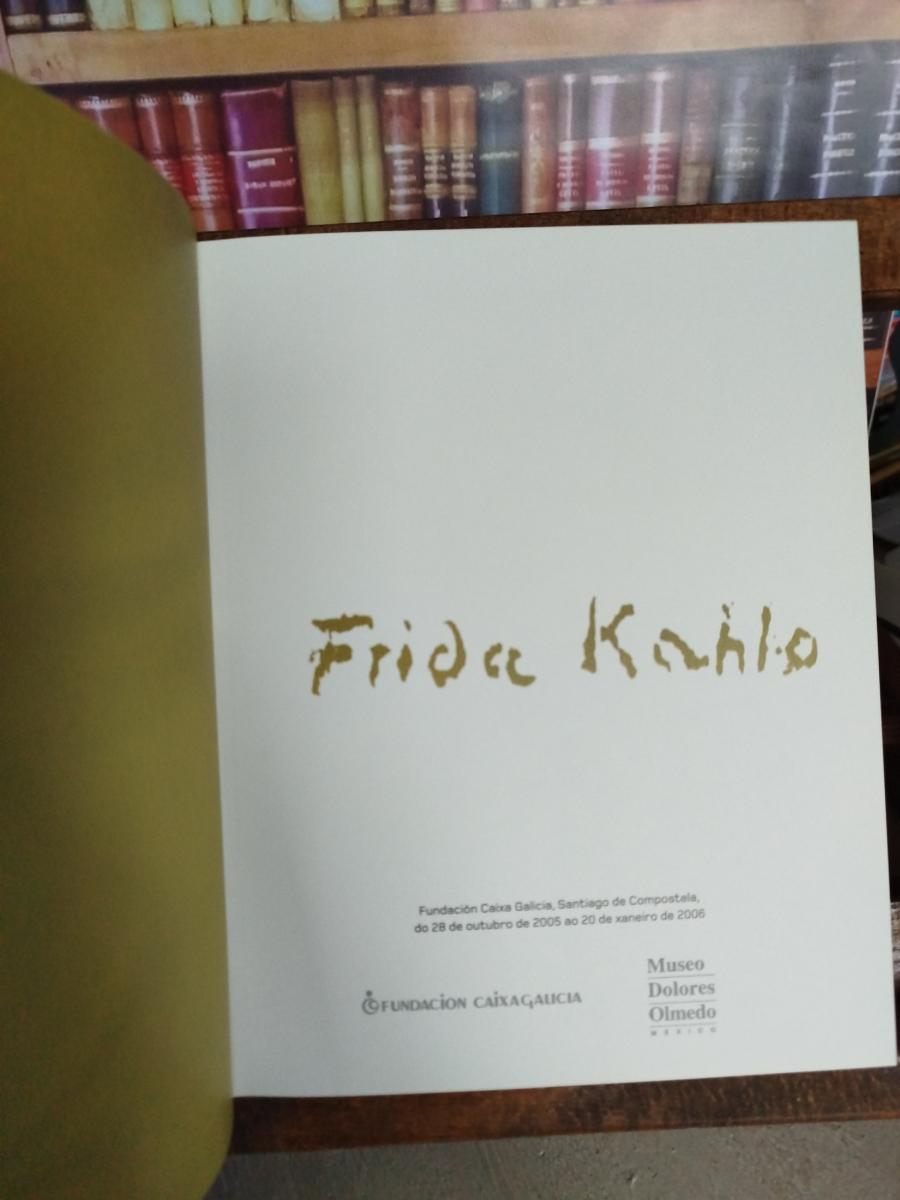 Frida Kahlo
Fundación Caixa Galicia, Santiago de Compostela,
do 28 de outubro de 2005 ao 20 de xaneiro de 2006
FUNDACION CAIXAGALICIA
Museo
Dolores
Olmedo
MEXICO